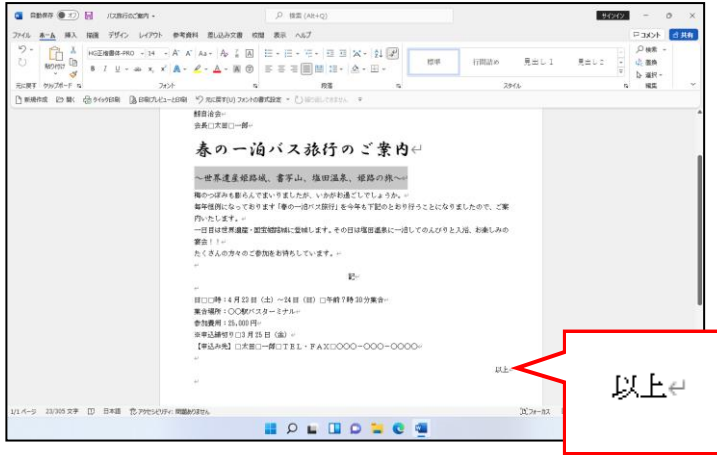 自動保存 オフ バス旅行のご案内 検索 (Alt+Q) サインイン
ファイル ホーム 挿入 描画 デザイン レイアウト 参考資料 差し込み文書 校閲 表示 ヘルプ コメント 共有
HG正楷書体-PRO 14 検索
貼り付け 標準 行間詰め 見出し 1 見出し 2 置換
選択
元に戻す クリップボード フォント 段落 スタイル 編集
新規作成 開く クイック印刷 印刷プレビューと印刷 元に戻す(U) フォントの書式設定
会長□太田□一郎
春の一泊バス旅行のご案内
～世界遺産姫路城、書写山、塩田温泉、姫路の旅～
梅のつぼみも膨らんでまいりましたが、いかがお過ごしでしょうか。
毎年恒例になっております「春の一泊バス旅行」を今年も下記のとおり行うことになりましたので、ご案
内いたします。
一日目は世界遺産・国宝姫路城に登城します。その日は塩田温泉に一泊してのんびりと入浴、お楽しみの
宴会！！
たくさんの方々のご参加をお待ちしています。
記
日□□時：4月23日（土）～24日（日）□午前7時30分集合
集合場所：〇〇駅バスターミナル
参加費用：25,000円
※申込締切り□3月25日（金）
【申込み先】□太田□一郎□TEL・FAX□〇〇〇－〇〇〇－〇〇〇〇
以上
以上
1/1 ページ 23/305 文字 日本語 アクセシビリティ: 問題ありません フォーカス